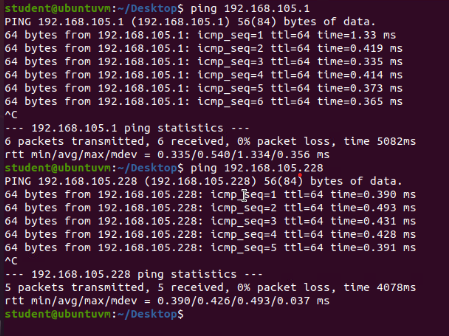 student@ubuntuvm:~/Desktop$ ping 192.168.105.1
PING 192.168.105.1 (192.168.105.1) 56(84) bytes of data.
64 bytes from 192.168.105.1: icmp_seq=1 ttl=64 time=1.33 ms
64 bytes from 192.168.105.1: icmp_seq=2 ttl=64 time=0.419 ms
64 bytes from 192.168.105.1: icmp_seq=3 ttl=64 time=0.335 ms
64 bytes from 192.168.105.1: icmp_seq=4 ttl=64 time=0.414 ms
64 bytes from 192.168.105.1: icmp_seq=5 ttl=64 time=0.373 ms
64 bytes from 192.168.105.1: icmp_seq=6 ttl=64 time=0.365 ms
^C
--- 192.168.105.1 ping statistics ---
6 packets transmitted, 6 received, 0% packet loss, time 5082ms
rtt min/avg/max/mdev = 0.335/0.540/1.334/0.356 ms
student@ubuntuvm:~/Desktop$ ping 192.168.105.228
PING 192.168.105.228 (192.168.105.228) 56(84) bytes of data.
64 bytes from 192.168.105.228: icmp_seq=1 ttl=64 time=0.390 ms
64 bytes from 192.168.105.228: icmp_seq=2 ttl=64 time=0.493 ms
64 bytes from 192.168.105.228: icmp_seq=3 ttl=64 time=0.431 ms
64 bytes from 192.168.105.228: icmp_seq=4 ttl=64 time=0.428 ms
64 bytes from 192.168.105.228: icmp_seq=5 ttl=64 time=0.391 ms
^C
--- 192.168.105.228 ping statistics ---
5 packets transmitted, 5 received, 0% packet loss, time 4078ms
rtt min/avg/max/mdev = 0.390/0.426/0.493/0.037 ms
student@ubuntuvm:~/Desktop$